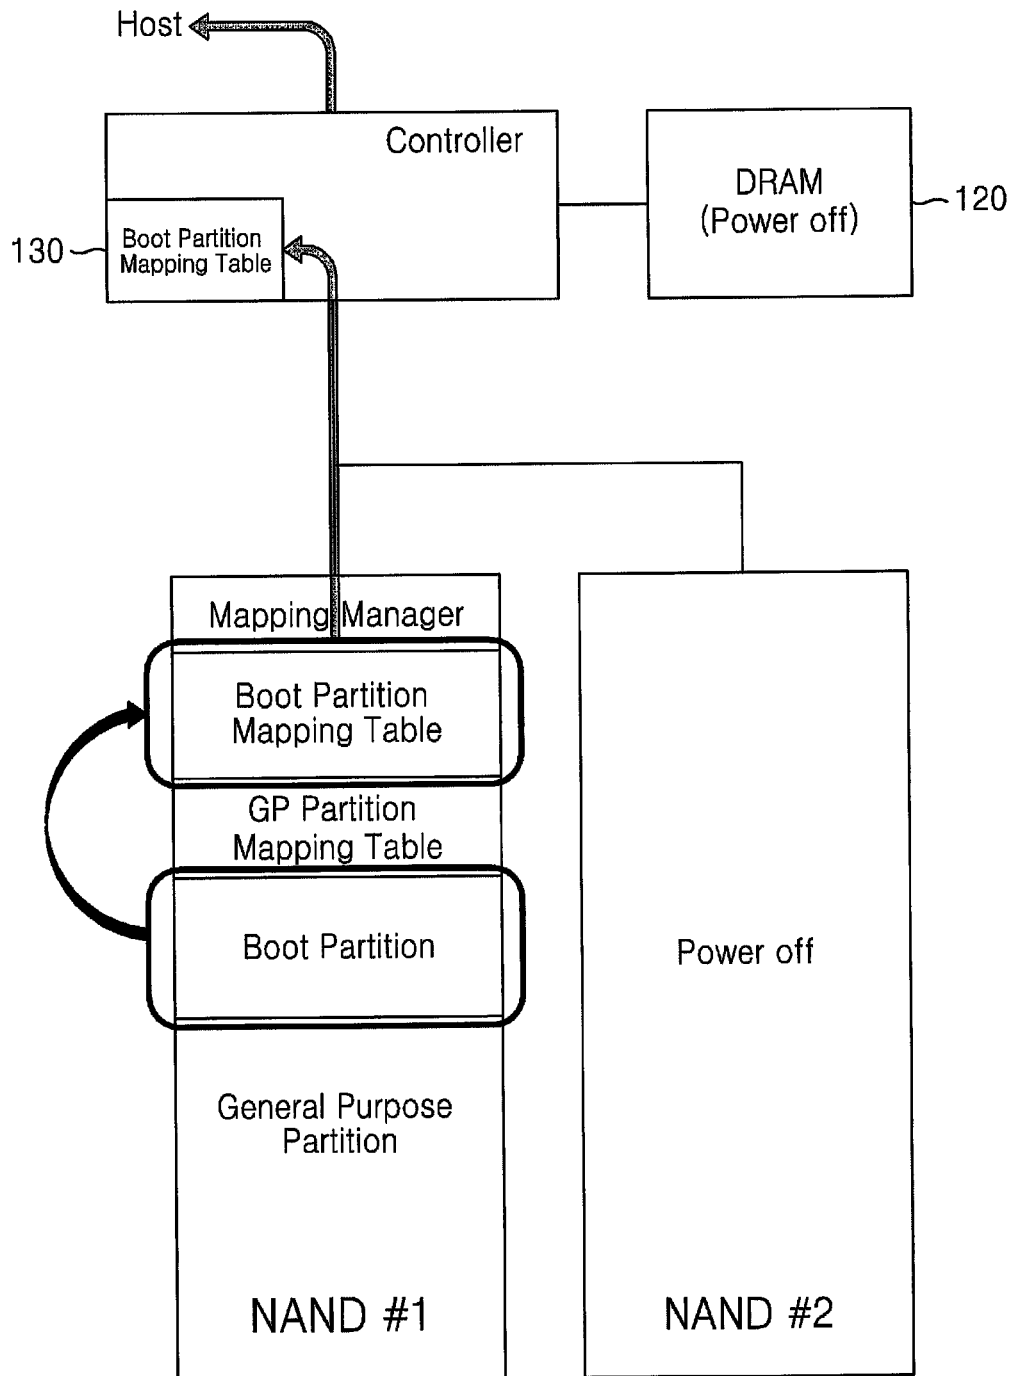 Host
Controller
DRAM
(Power off)
120
130
Boot Partition
Mapping Table
Mapping Manager
Boot Partition
Mapping Table
GP Partition
Mapping Table
Boot Partition
General Purpose
Partition
NAND #1
Power off
NAND #2